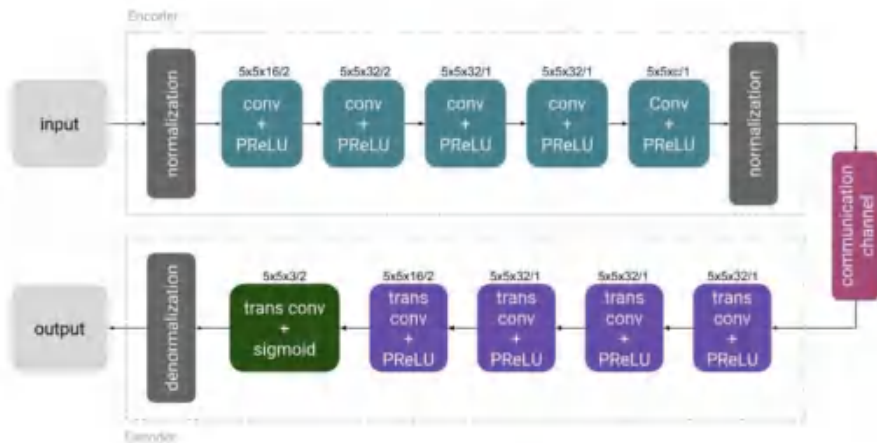 Encoder
input
normalization
5x5x16/2
conv
+
PReLU
5x5x32/2
conv
+
PReLU
5x5x32/1
conv
+
PReLU
5x5x32/1
conv
+
PReLU
5x5xc/1
Conv
+
PReLU
normalization
communication
channel
output
denormalization
5x5x3/2
trans conv
+
sigmoid
5x5x16/2
trans
conv
+
PReLU
5x5x32/1
trans
conv
+
PReLU
5x5x32/1
trans
conv
+
PReLU
5x5x32/1
trans
conv
+
PReLU